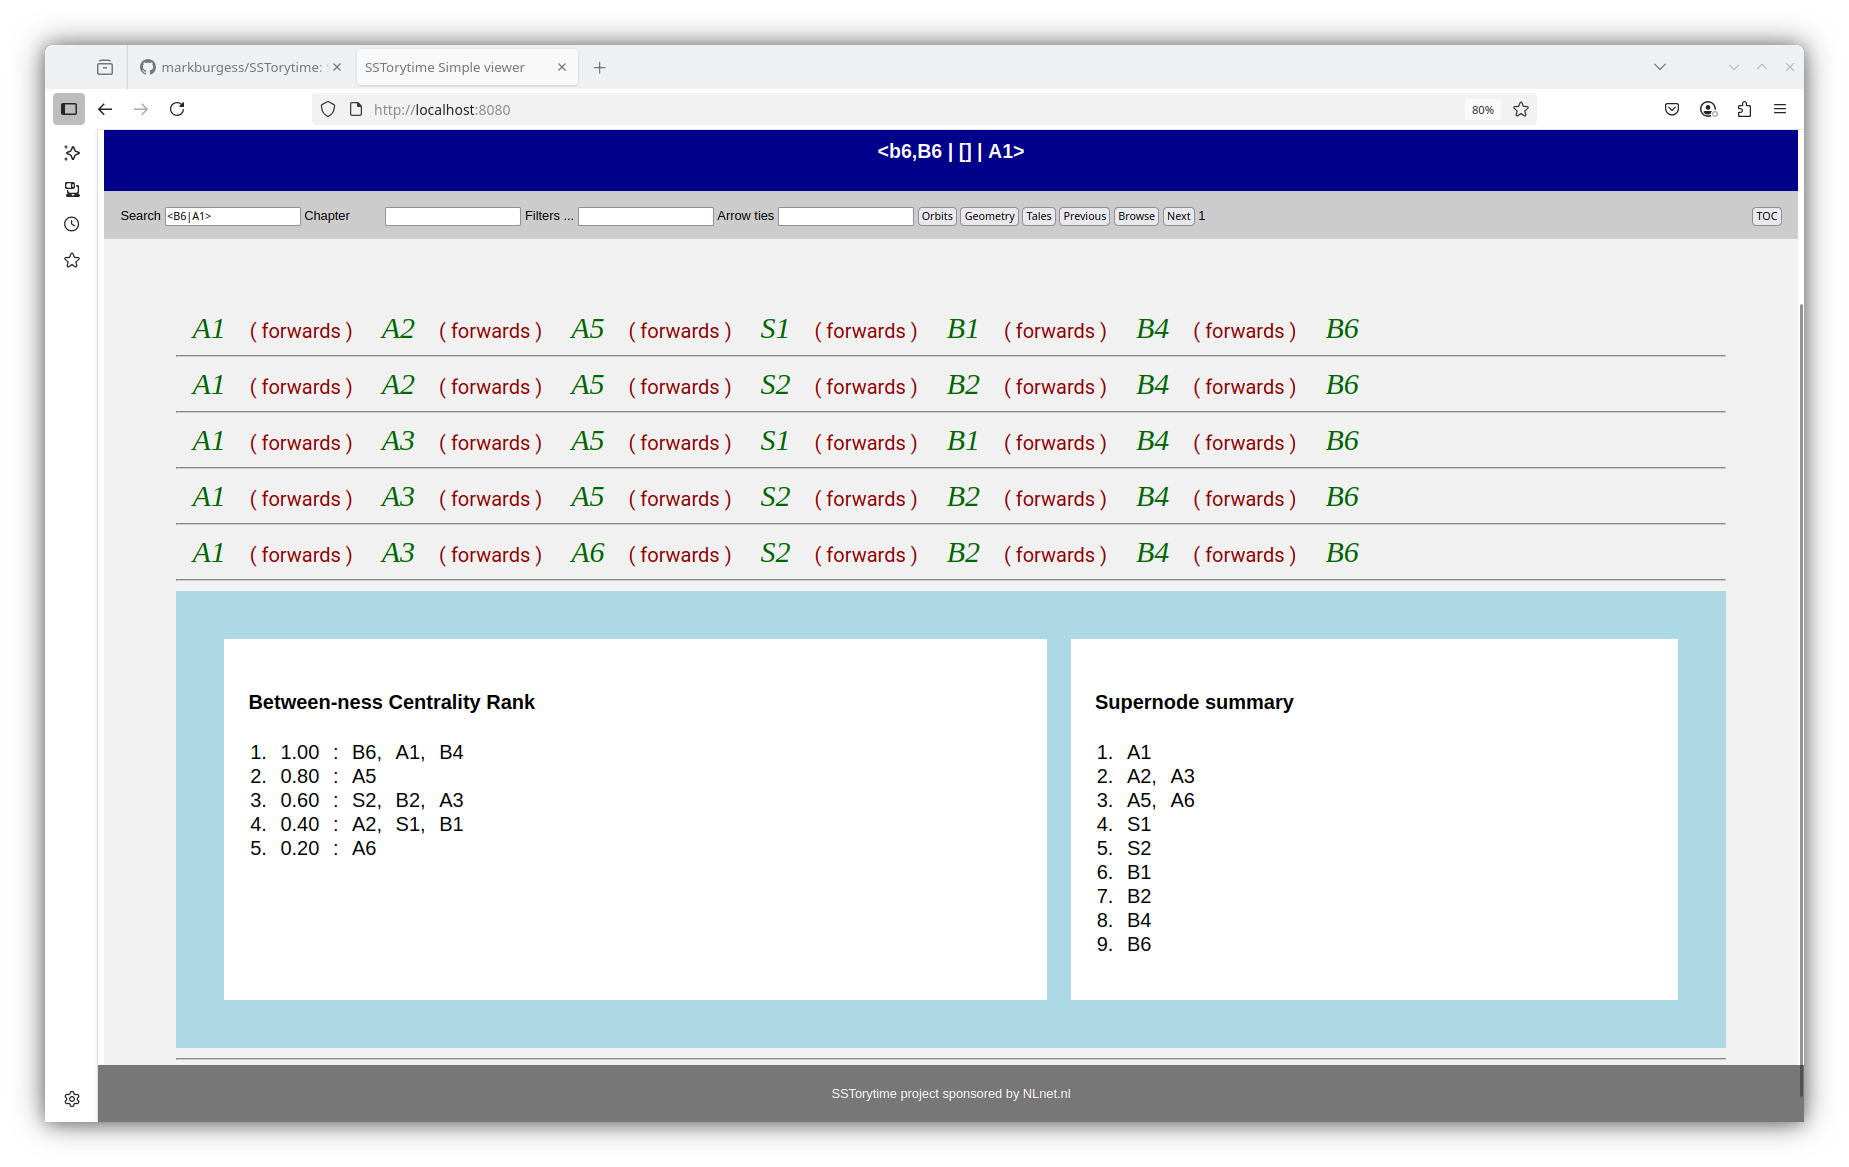 markburgess/SSTorytime:
SSTorytime Simple viewer
http://localhost:8080
80%
<b6,B6 | [] | A1>
Search <B6|A1> Chapter Filters ... Arrow ties Orbits Geometry Tales Previous Browse Next 1 TOC
A1 ( forwards ) A2 ( forwards ) A5 ( forwards ) S1 ( forwards ) B1 ( forwards ) B4 ( forwards ) B6
A1 ( forwards ) A2 ( forwards ) A5 ( forwards ) S2 ( forwards ) B2 ( forwards ) B4 ( forwards ) B6
A1 ( forwards ) A3 ( forwards ) A5 ( forwards ) S1 ( forwards ) B1 ( forwards ) B4 ( forwards ) B6
A1 ( forwards ) A3 ( forwards ) A5 ( forwards ) S2 ( forwards ) B2 ( forwards ) B4 ( forwards ) B6
A1 ( forwards ) A3 ( forwards ) A6 ( forwards ) S2 ( forwards ) B2 ( forwards ) B4 ( forwards ) B6
Between-ness Centrality Rank
1. 1.00 : B6, A1, B4
2. 0.80 : A5
3. 0.60 : S2, B2, A3
4. 0.40 : A2, S1, B1
5. 0.20 : A6
Supernode summary
1. A1
2. A2, A3
3. A5, A6
4. S1
5. S2
6. B1
7. B2
8. B4
9. B6
SSTorytime project sponsored by NLnet.nl